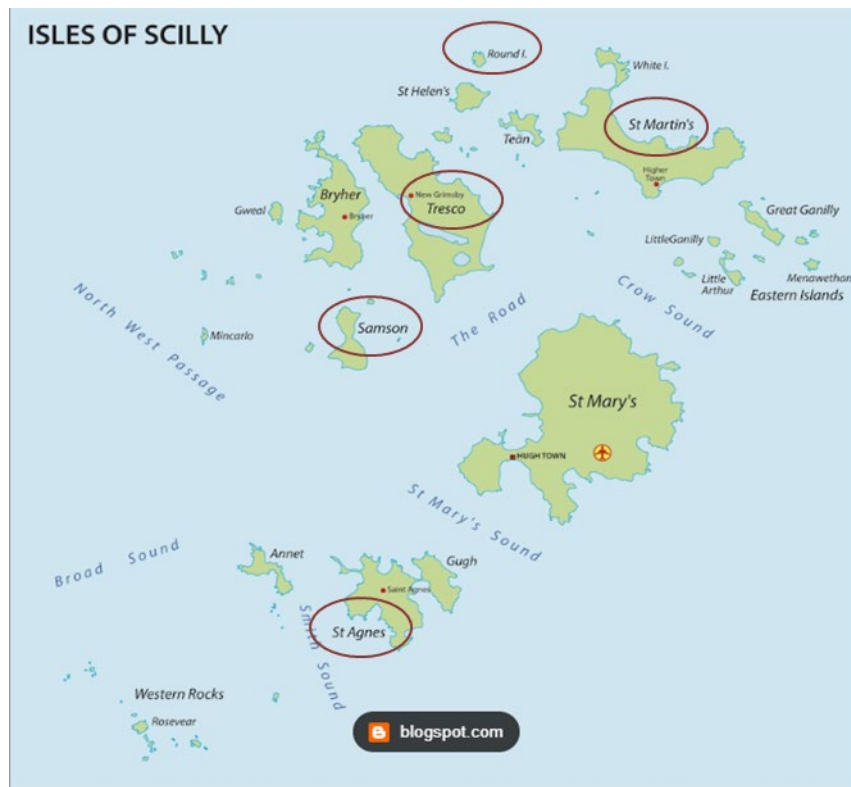 ISLES OF SCILLY
Round I.
White I.
St Helen's
Teän
St Martin's
Higher
Town
Bryher
New Grimsby
Tresco
Gweal
Bryher
Great Ganilly
LittleGanilly
Little
Arthur
Menawethan
Eastern Islands
Crow Sound
The Road
North West Passage
Samson
Mincarlo
St Mary's
HUGH TOWN
St Mary's Sound
Broad Sound
Annet
Gugh
Saint Agnes
St Agnes
Smith Sound
Western Rocks
Rosevear
blogspot.com